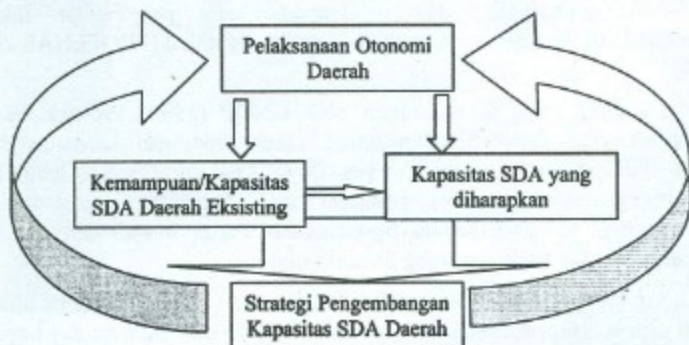 Pelaksanaan Otonomi
Daerah
Kemampuan/Kapasitas
SDA Daerah Eksisting
Kapasitas SDA yang
diharapkan
Strategi Pengembangan
Kapasitas SDA Daerah